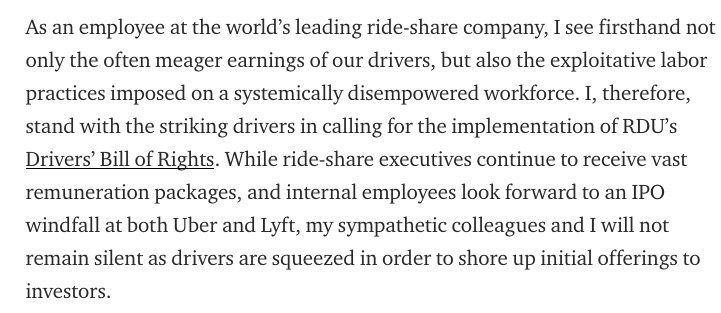 As an employee at the world’s leading ride-share company, I see firsthand not
only the often meager earnings of our drivers, but also the exploitative labor
practices imposed on a systemically disempowered workforce. I, therefore,
stand with the striking drivers in calling for the implementation of RDU’s
Drivers’ Bill of Rights. While ride-share executives continue to receive vast
remuneration packages, and internal employees look forward to an IPO
windfall at both Uber and Lyft, my sympathetic colleagues and I will not
remain silent as drivers are squeezed in order to shore up initial offerings to
investors.